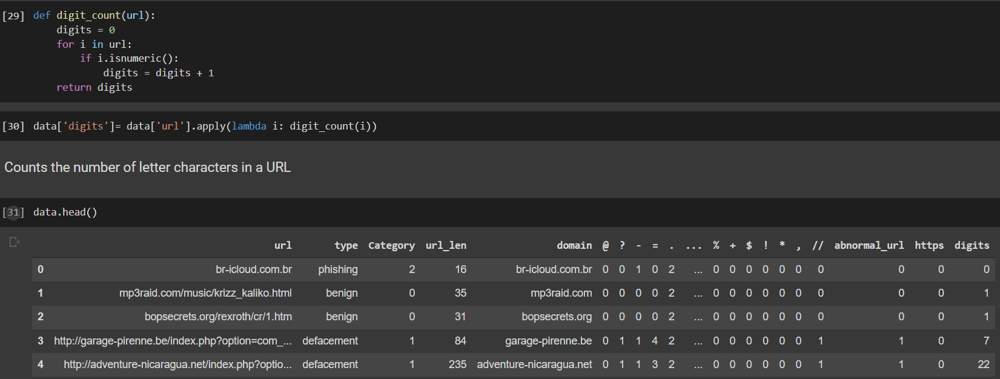 [29] def digit_count(url):
digits = 0
for i in url:
if i.isnumeric():
digits = digits + 1
return digits
[30] data['digits']= data['url'].apply(lambda i: digit_count(i))
Counts the number of letter characters in a URL
[31] data.head()
url type Category url_len domain @ ? - = . ... % + $ ! * , // abnormal_url https digits
0 br-icloud.com.br phishing 2 16 br-icloud.com.br 0 0 1 0 2 ... 0 0 0 0 0 0 0 0 0 0
1 mp3raid.com/music/krizz_kaliko.html benign 0 35 mp3raid.com 0 0 0 0 2 ... 0 0 0 0 0 0 0 0 0 1
2 bopsecrets.org/rexroth/cr/1.htm benign 0 31 bopsecrets.org 0 0 0 0 2 ... 0 0 0 0 0 0 0 0 0 1
3 http://garage-pirenne.be/index.php?option=com_... defacement 1 84 garage-pirenne.be 0 1 1 4 2 ... 0 0 0 0 0 0 1 1 0 7
4 http://adventure-nicaragua.net/index.php?optio... defacement 1 235 adventure-nicaragua.net 0 1 1 3 2 ... 0 0 0 0 0 0 1 1 0 22